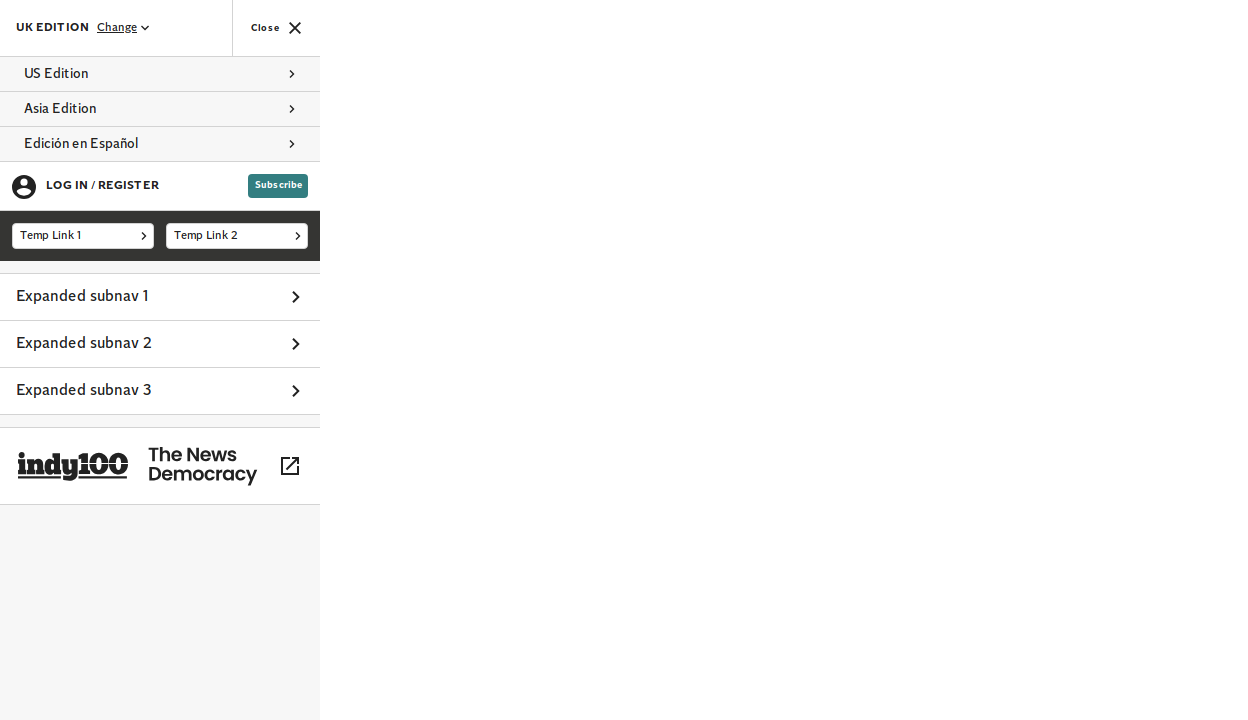 UK EDITION Change
Close
US Edition
Asia Edition
Edición en Español
LOG IN / REGISTER
Subscribe
Temp Link 1
Temp Link 2
Expanded subnav 1
Expanded subnav 2
Expanded subnav 3
indy100
The News
Democracy